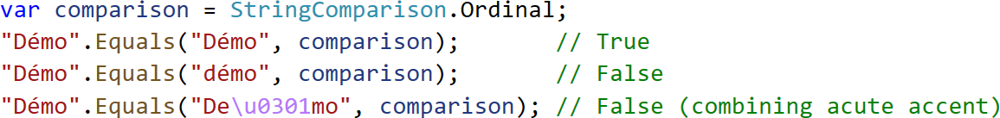 var comparison = StringComparison.Ordinal;
"Démo".Equals("Démo", comparison);       // True
"Démo".Equals("démo", comparison);       // False
"Démo".Equals("De\u0301mo", comparison); // False (combining acute accent)